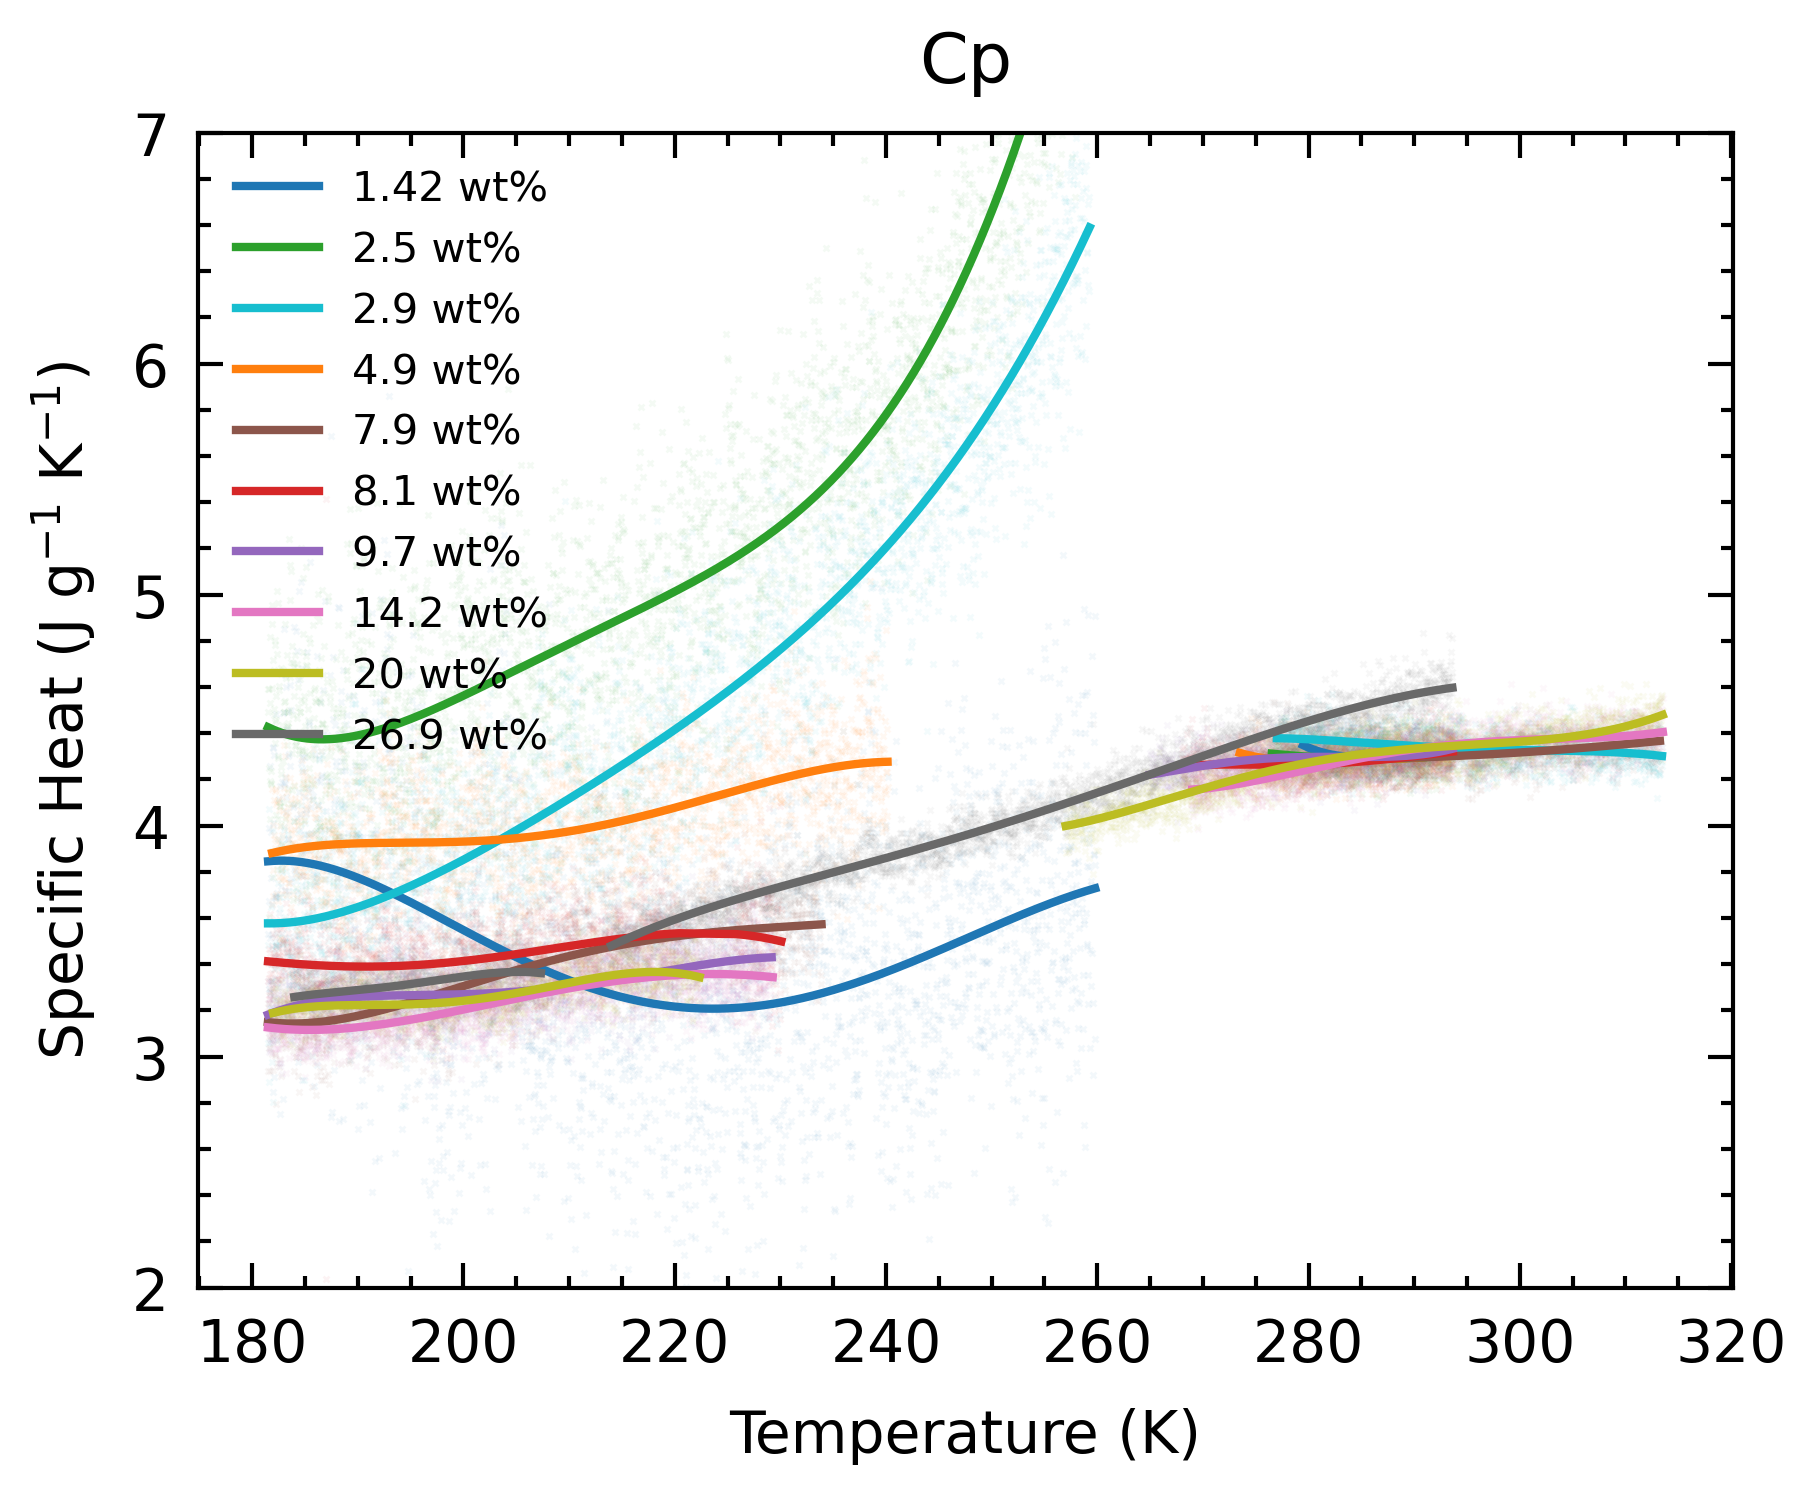 Cp
7
6
5
4
3
2
Specific Heat (J g⁻¹ K⁻¹)
1.42 wt%
2.5 wt%
2.9 wt%
4.9 wt%
7.9 wt%
8.1 wt%
9.7 wt%
14.2 wt%
20 wt%
26.9 wt%
180 200 220 240 260 280 300 320
Temperature (K)